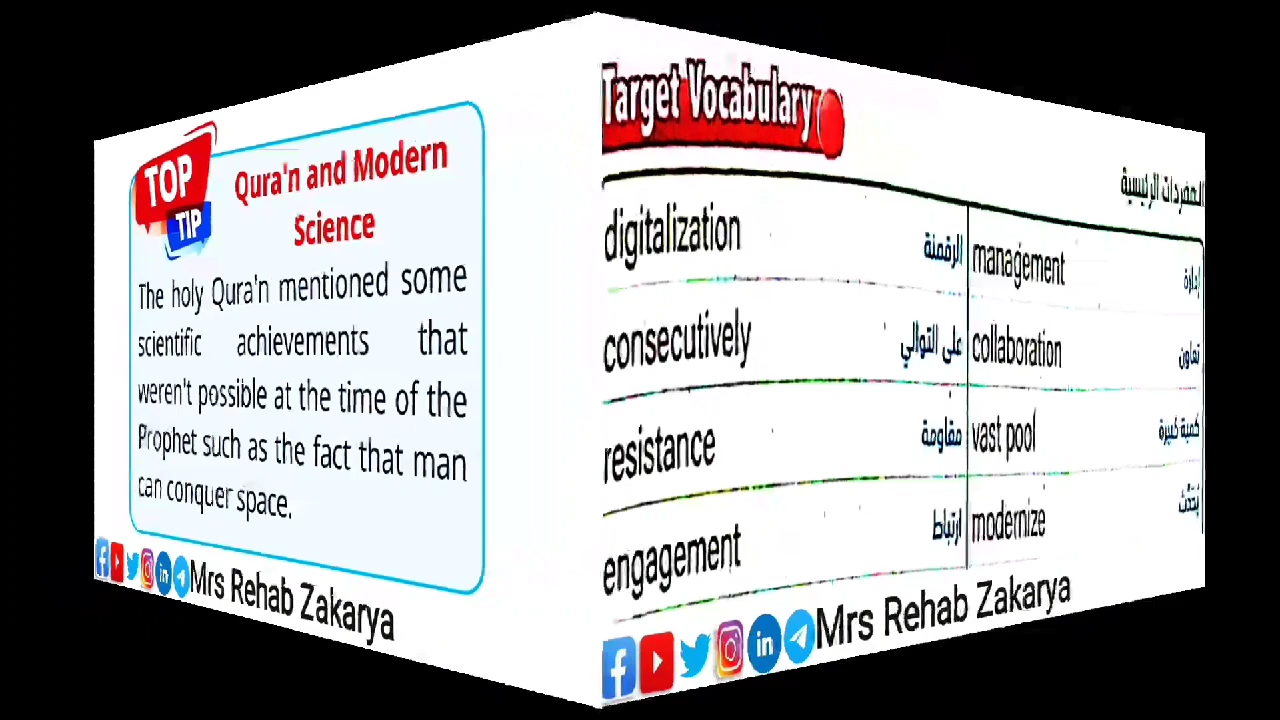 TOP
TIP
Qura'n and Modern
Science
The holy Qura'n mentioned some
scientific achievements that
weren't possible at the time of the
Prophet such as the fact that man
can conquer space.
Mrs Rehab Zakarya
Target Vocabulary
المفردات الرئيسية
digitalization الرقمنة management إدارة
consecutively على التوالي collaboration تعاون
resistance مقاومة vast pool كمية كبيرة
engagement ارتباط modernize يُحدّث
Mrs Rehab Zakarya